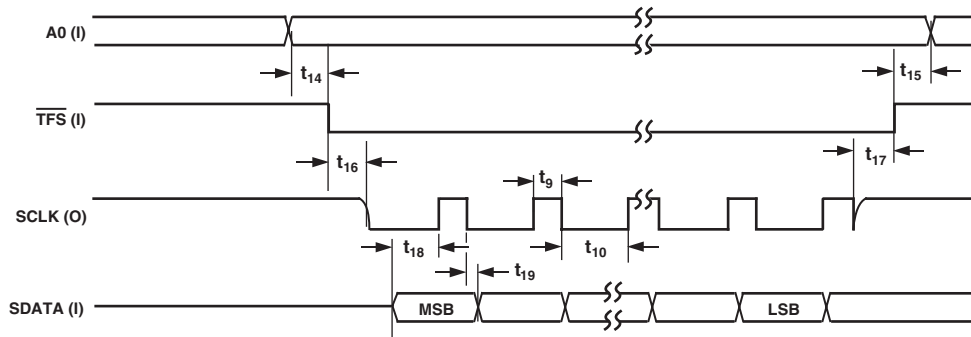 A0 (I)
t14
t15
TFS (I)
t16
t17
t9
SCLK (O)
t18
t10
t19
SDATA (I)
MSB
LSB